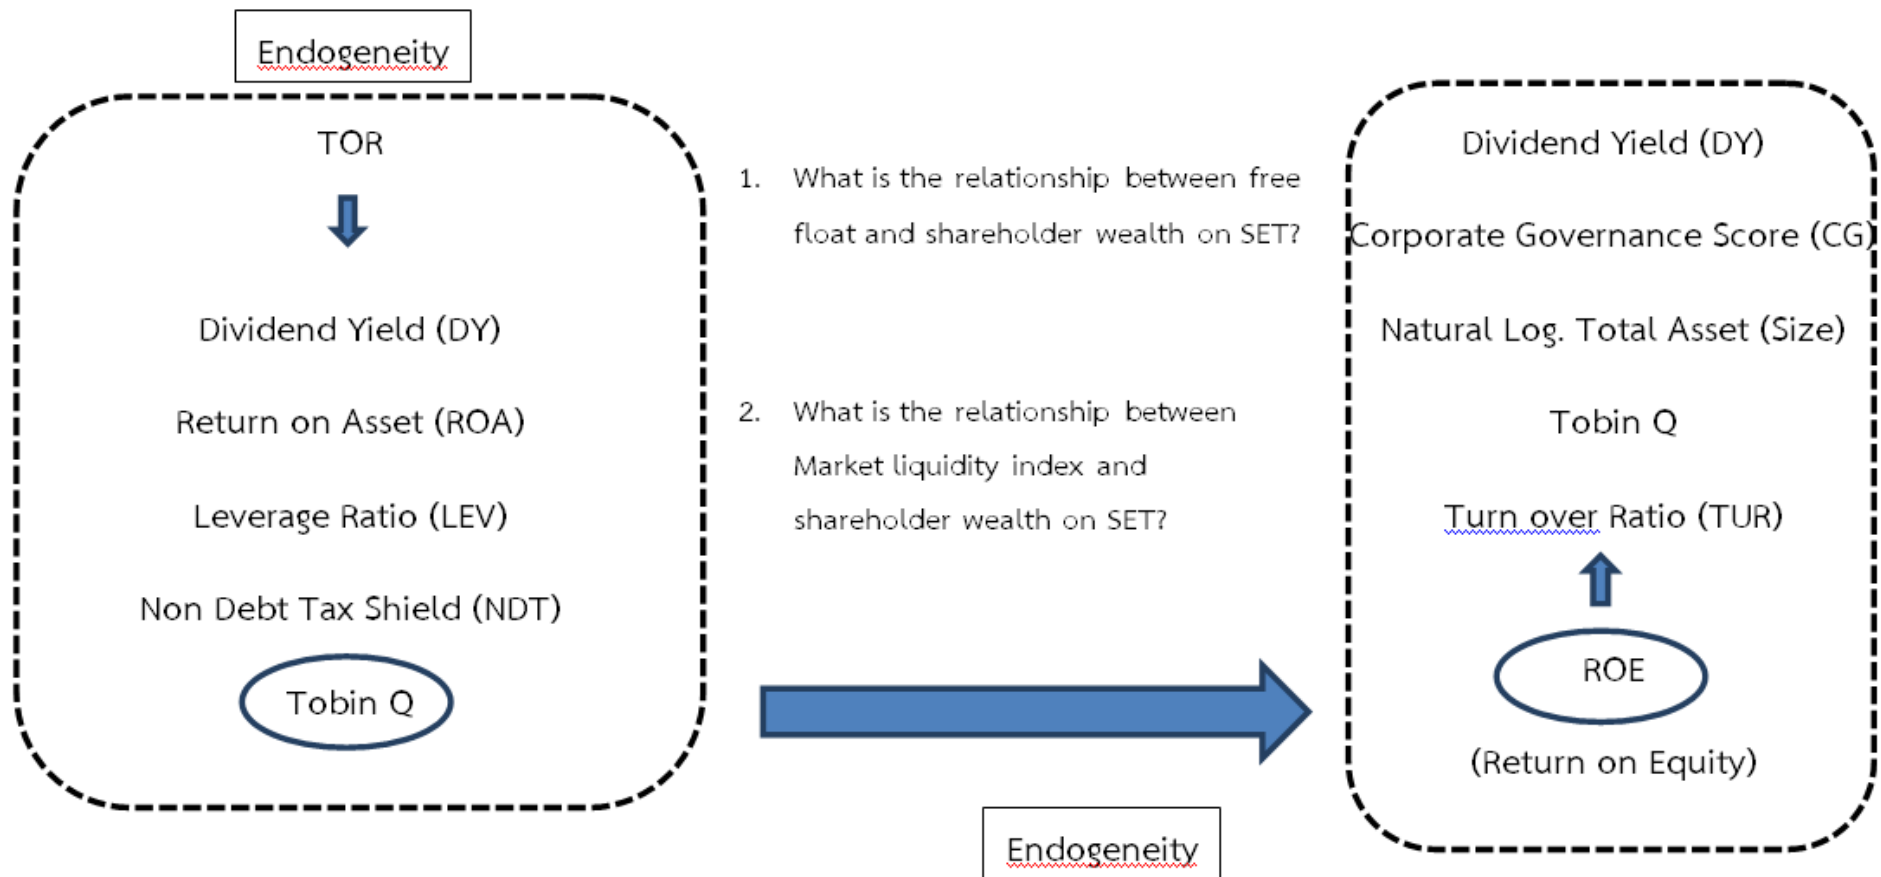 Endogeneity
TOR
Dividend Yield (DY)
Return on Asset (ROA)
Leverage Ratio (LEV)
Non Debt Tax Shield (NDT)
Tobin Q
1. What is the relationship between free
float and shareholder wealth on SET?
2. What is the relationship between
Market liquidity index and
shareholder wealth on SET?
Dividend Yield (DY)
Corporate Governance Score (CG)
Natural Log. Total Asset (Size)
Tobin Q
Turn over Ratio (TUR)
ROE
(Return on Equity)
Endogeneity